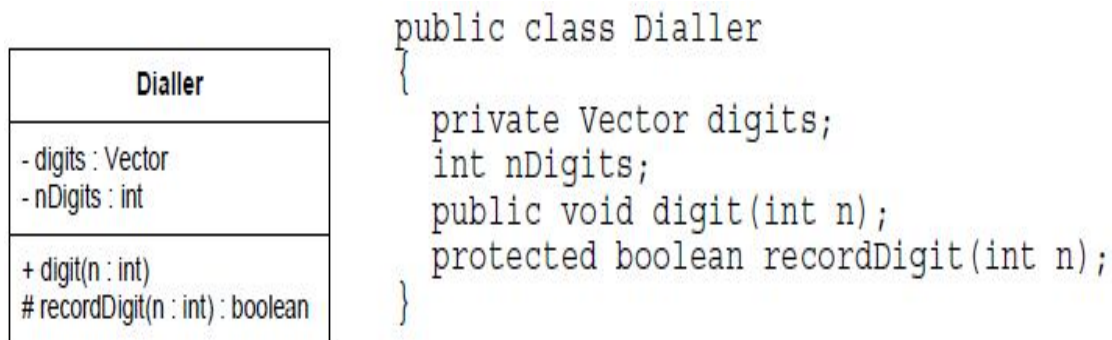 Dialler
- digits : Vector
- nDigits : int
+ digit(n : int)
# recordDigit(n : int) : boolean
public class Dialler
{
private Vector digits;
int nDigits;
public void digit(int n);
protected boolean recordDigit(int n);
}